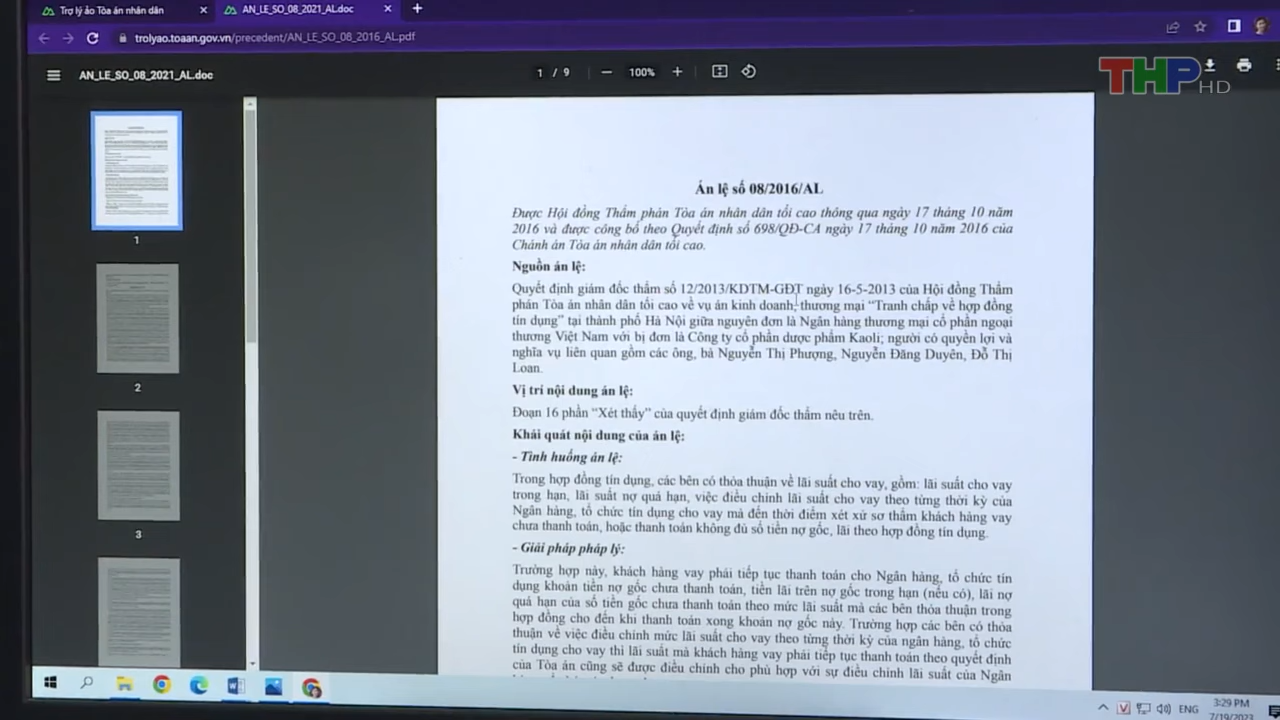 Trợ lý ảo Tòa án nhân dân
AN_LE_SO_08_2021_AL.doc
trolyao.toaan.gov.vn/precedent/AN_LE_SO_08_2016_AL.pdf
AN_LE_SO_08_2021_AL.doc
1 / 9
100%
THP HD
1
2
3
Án lệ số 08/2016/AL
Được Hội đồng Thẩm phán Tòa án nhân dân tối cao thông qua ngày 17 tháng 10 năm
2016 và được công bố theo Quyết định số 698/QĐ-CA ngày 17 tháng 10 năm 2016 của
Chánh án Tòa án nhân dân tối cao.
Nguồn án lệ:
Quyết định giám đốc thẩm số 12/2013/KDTM-GĐT ngày 16-5-2013 của Hội đồng Thẩm
phán Tòa án nhân dân tối cao về vụ án kinh doanh, thương mại “Tranh chấp về hợp đồng
tín dụng” tại thành phố Hà Nội giữa nguyên đơn là Ngân hàng thương mại cổ phần ngoại
thương Việt Nam với bị đơn là Công ty cổ phần dược phẩm Kaoli; người có quyền lợi và
nghĩa vụ liên quan gồm các ông, bà Nguyễn Thị Phượng, Nguyễn Đăng Duyên, Đỗ Thị
Loan.
Vị trí nội dung án lệ:
Đoạn 16 phần “Xét thấy” của quyết định giám đốc thẩm nêu trên.
Khái quát nội dung của án lệ:
- Tình huống án lệ:
Trong hợp đồng tín dụng, các bên có thỏa thuận về lãi suất cho vay, gồm: lãi suất cho vay
trong hạn, lãi suất nợ quá hạn, việc điều chỉnh lãi suất cho vay theo từng thời kỳ của
Ngân hàng, tổ chức tín dụng cho vay mà đến thời điểm xét xử sơ thẩm khách hàng vay
chưa thanh toán, hoặc thanh toán không đủ số tiền nợ gốc, lãi theo hợp đồng tín dụng.
- Giải pháp pháp lý:
Trường hợp này, khách hàng vay phải tiếp tục thanh toán cho Ngân hàng, tổ chức tín
dụng khoản tiền nợ gốc chưa thanh toán, tiền lãi trên nợ gốc trong hạn (nếu có), lãi nợ
quá hạn của số tiền gốc chưa thanh toán theo mức lãi suất mà các bên thỏa thuận trong
hợp đồng cho đến khi thanh toán xong khoản nợ gốc này. Trường hợp các bên có thỏa
thuận về việc điều chỉnh mức lãi suất cho vay theo từng thời kỳ của ngân hàng, tổ chức
tín dụng cho vay thì lãi suất mà khách hàng vay phải tiếp tục thanh toán theo quyết định
của Tòa án cũng sẽ được điều chỉnh cho phù hợp với sự điều chỉnh lãi suất của Ngân
ENG
3:29 PM
7/19/2023